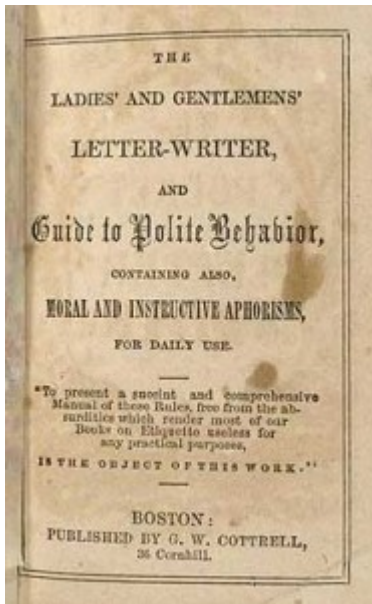 THE
LADIES' AND GENTLEMENS'
LETTER-WRITER,
AND
Guide to Polite Behavior,
CONTAINING ALSO,
MORAL AND INSTRUCTIVE APHORISMS,
FOR DAILY USE.
"To present a succint and comprehensive
Manual of these Rules, free from the ab-
surdities which render most of our
Books on Etiquette useless for
any practical purposes,
IS THE OBJECT OF THIS WORK."
BOSTON:
PUBLISHED BY G. W. COTTRELL,
36 Cornhill.